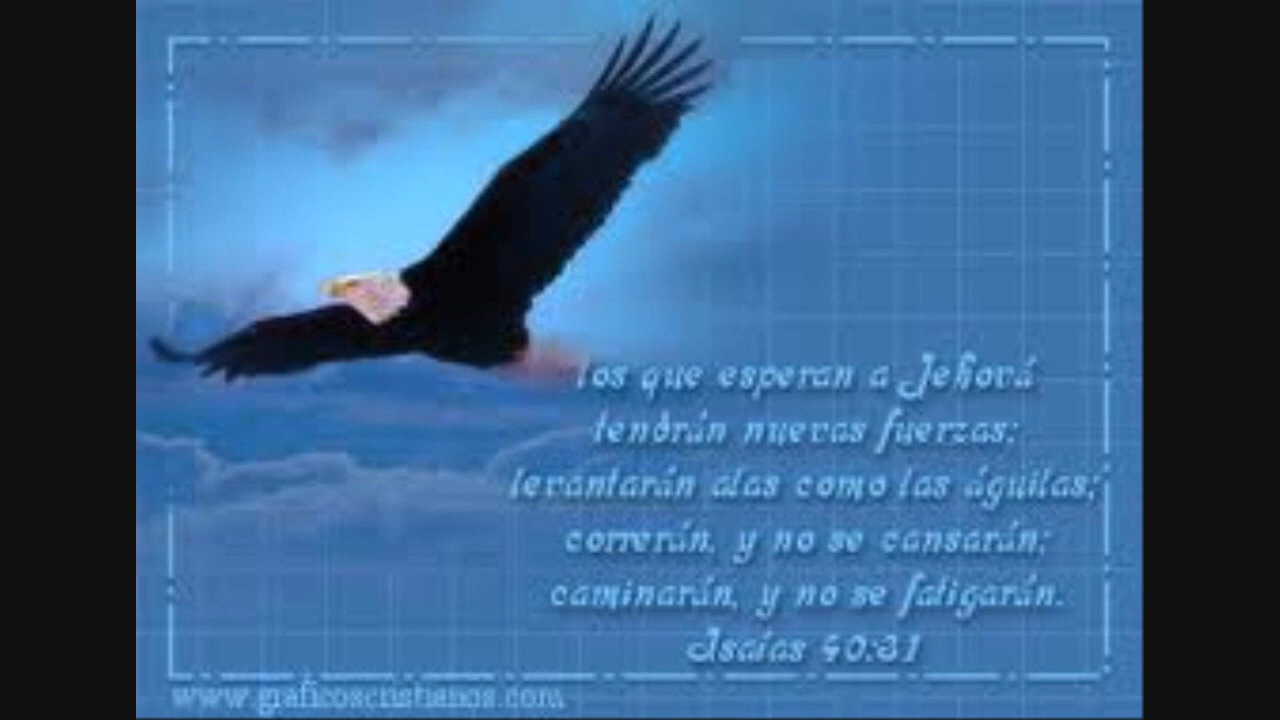 los que esperan a Jehová
tendrán nuevas fuerzas;
levantarán alas como las águilas;
correrán, y no se cansarán;
caminarán, y no se fatigarán.
Isaías 40:31
www.graficoscristianos.com